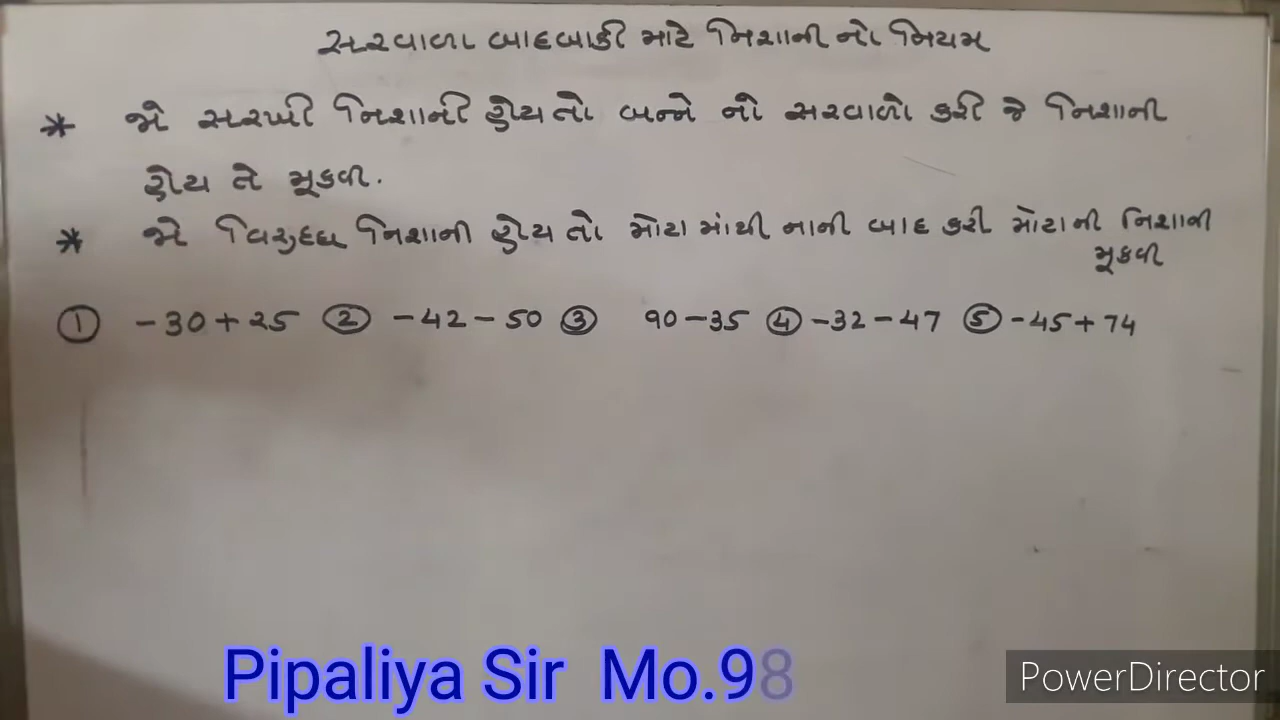 સરવાળા બાદબાકી માટે નિશાની નો નિયમ
* જો સરખી નિશાની હોય તો બન્ને નો સરવાળો કરી જે નિશાની
હોય તે મૂકવી.
* જો વિરુદ્ધ નિશાની હોય તો મોટા માંથી નાની બાદ કરી મોટા ની નિશાની
મૂકવી
① -30+25 ② -42-50 ③ 90-35 ④ -32-47 ⑤ -45+74
Pipaliya Sir Mo.98
PowerDirector